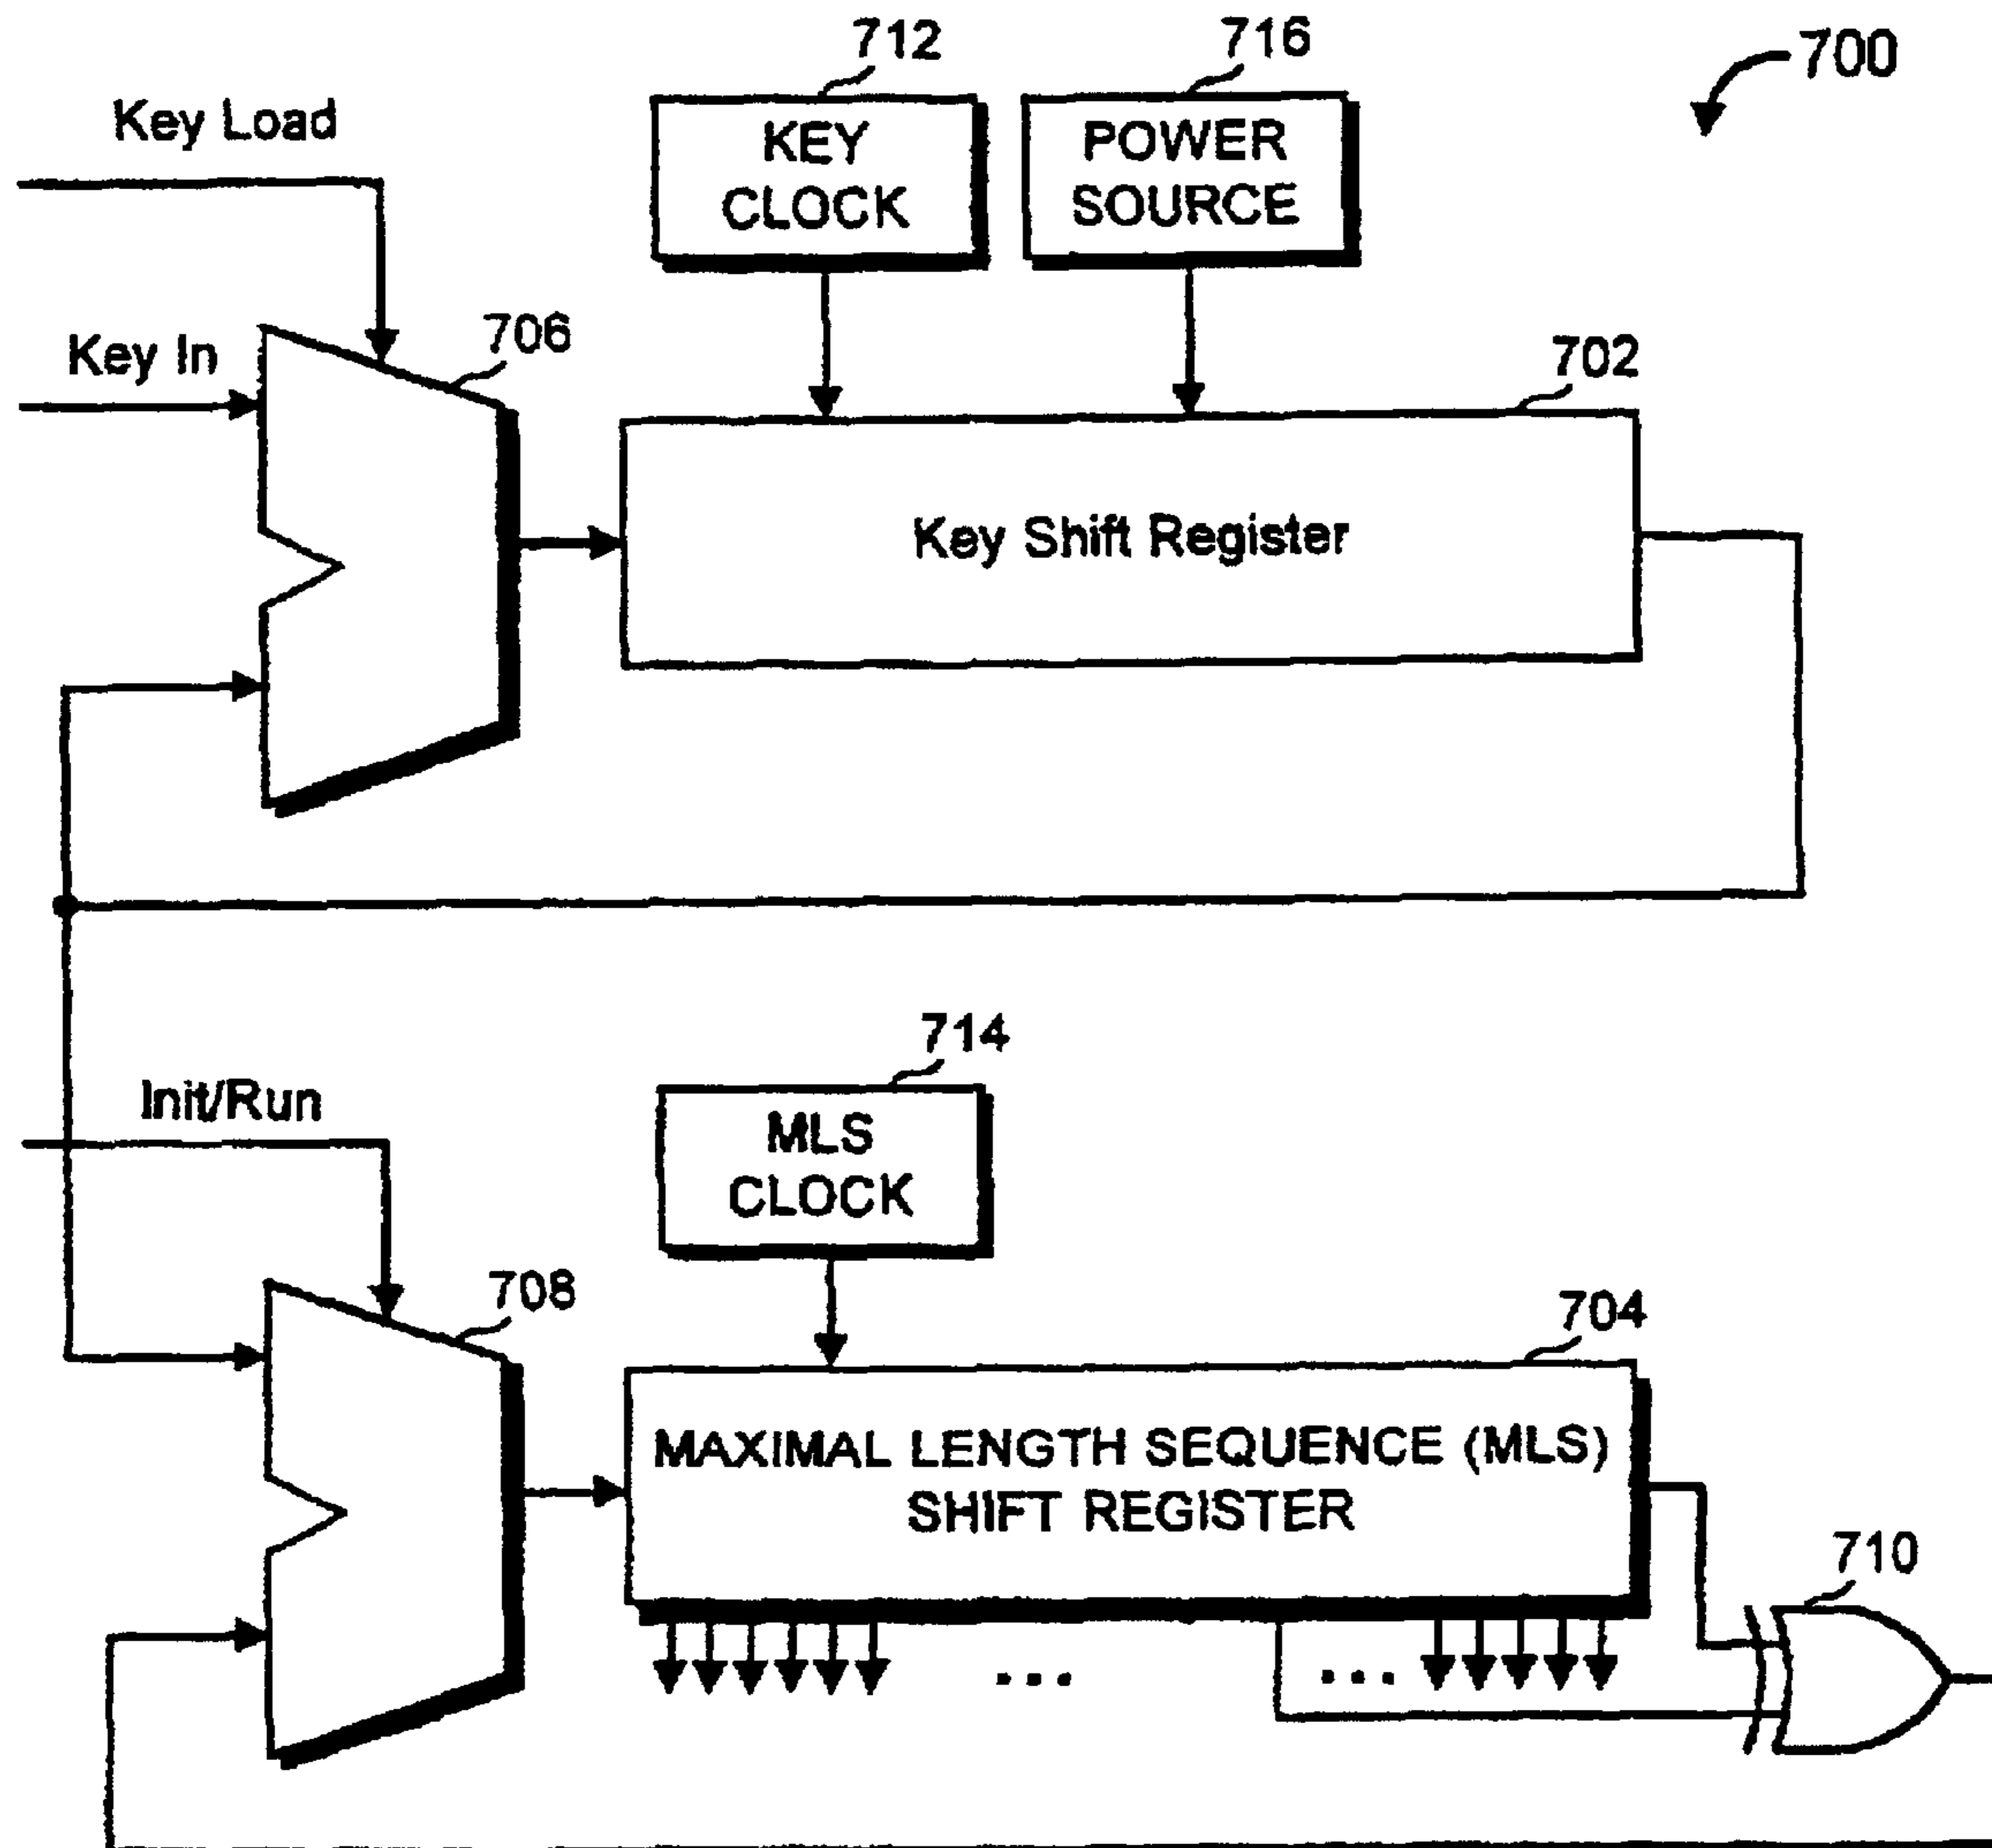 712
716
700
Key Load
KEY
CLOCK
POWER
SOURCE
Key In
706
702
Key Shift Register
714
Init/Run
MLS
CLOCK
708
704
MAXIMAL LENGTH SEQUENCE (MLS)
SHIFT REGISTER
710
...
...